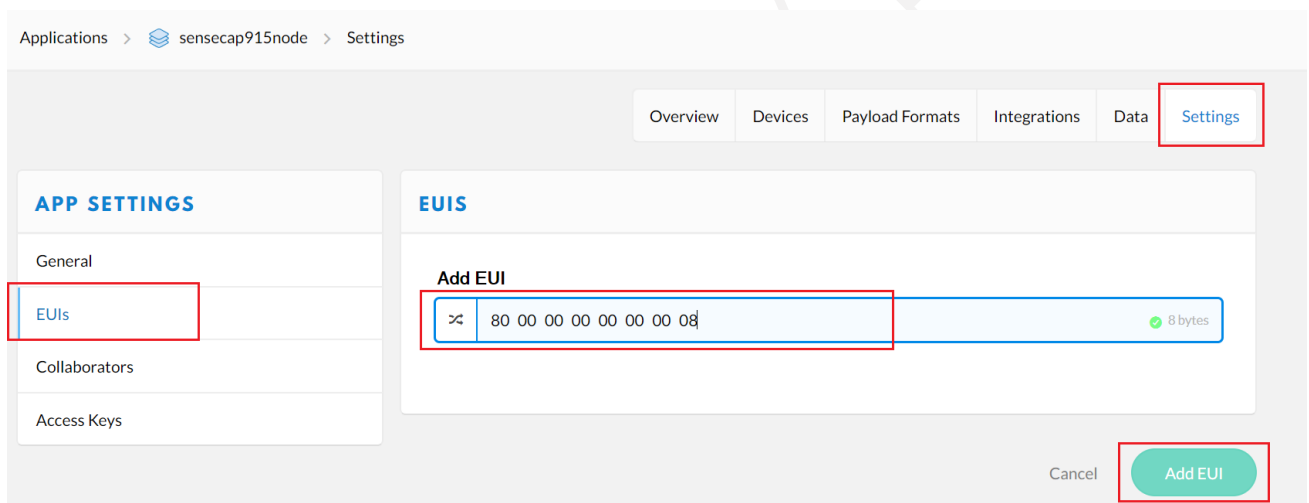 Applications > sensecap915node > Settings
Overview Devices Payload Formats Integrations Data Settings
APP SETTINGS
General
EUIs
Collaborators
Access Keys
EUIS
Add EUI
80 00 00 00 00 00 00 08 8 bytes
Cancel Add EUI